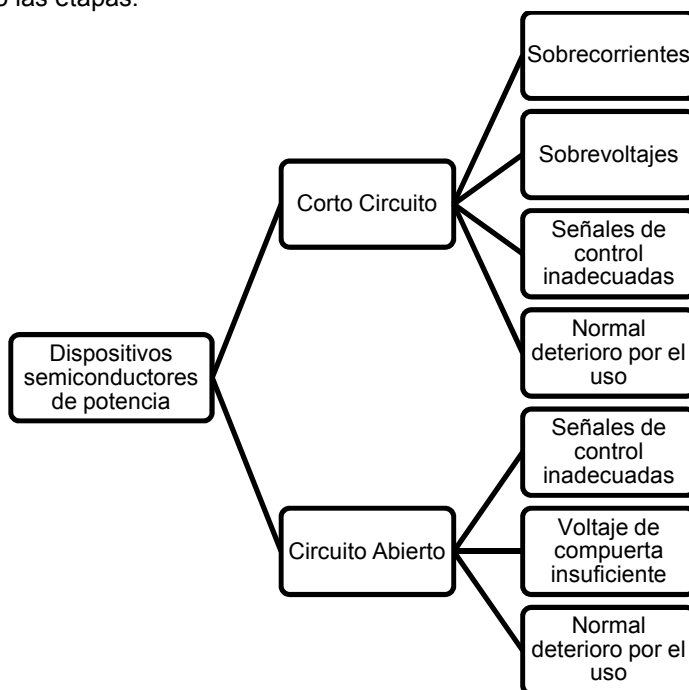 las etapas.
Sobrecorrientes
Sobrevoltajes
Corto Circuito
Señales de
control
inadecuadas
Normal
deterioro por el
uso
Dispositivos
semiconductores
de potencia
Señales de
control
inadecuadas
Circuito Abierto
Voltaje de
compuerta
insuficiente
Normal
deterioro por el
uso